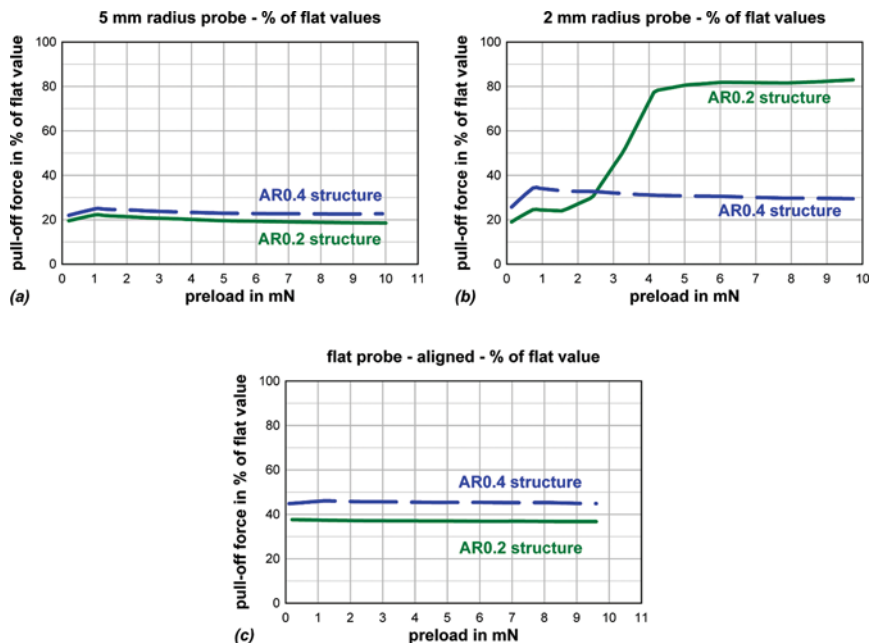 5 mm radius probe - % of flat values
pull-off force in % of flat value
100
80
60
40
20
0
AR0.4 structure
AR0.2 structure
0 1 2 3 4 5 6 7 8 9 10 11
(a) preload in mN
2 mm radius probe - % of flat values
pull-off force in % of flat value
100
80
60
40
20
0
AR0.2 structure
AR0.4 structure
0 1 2 3 4 5 6 7 8 9 10
(b) preload in mN
flat probe - aligned - % of flat value
pull-off force in % of flat value
100
80
60
40
20
0
AR0.4 structure
AR0.2 structure
0 1 2 3 4 5 6 7 8 9 10 11
(c) preload in mN